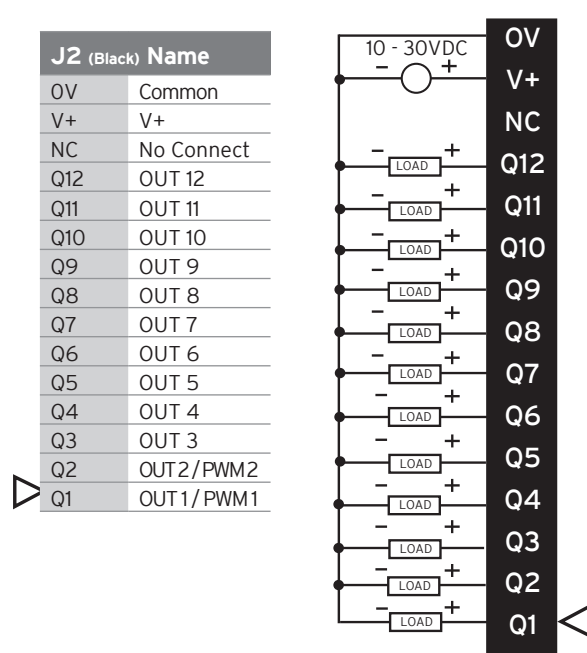 J2 (Black) Name
0V Common
V+ V+
NC No Connect
Q12 OUT 12
Q11 OUT 11
Q10 OUT 10
Q9 OUT 9
Q8 OUT 8
Q7 OUT 7
Q6 OUT 6
Q5 OUT 5
Q4 OUT 4
Q3 OUT 3
Q2 OUT2/PWM2
Q1 OUT1/PWM1
10 - 30VDC 0V
- + V+
NC
- LOAD + Q12
- LOAD + Q11
- LOAD + Q10
- LOAD + Q9
- LOAD + Q8
- LOAD + Q7
- LOAD + Q6
- LOAD + Q5
- LOAD + Q4
- LOAD + Q3
- LOAD + Q2
- LOAD + Q1